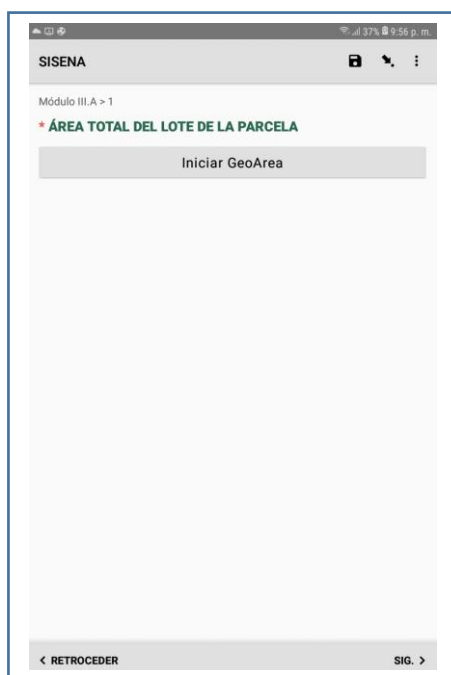 37% 9:56 p. m.
SISENA
Módulo III.A > 1
* ÁREA TOTAL DEL LOTE DE LA PARCELA
Iniciar GeoArea
< RETROCEDER
SIG. >